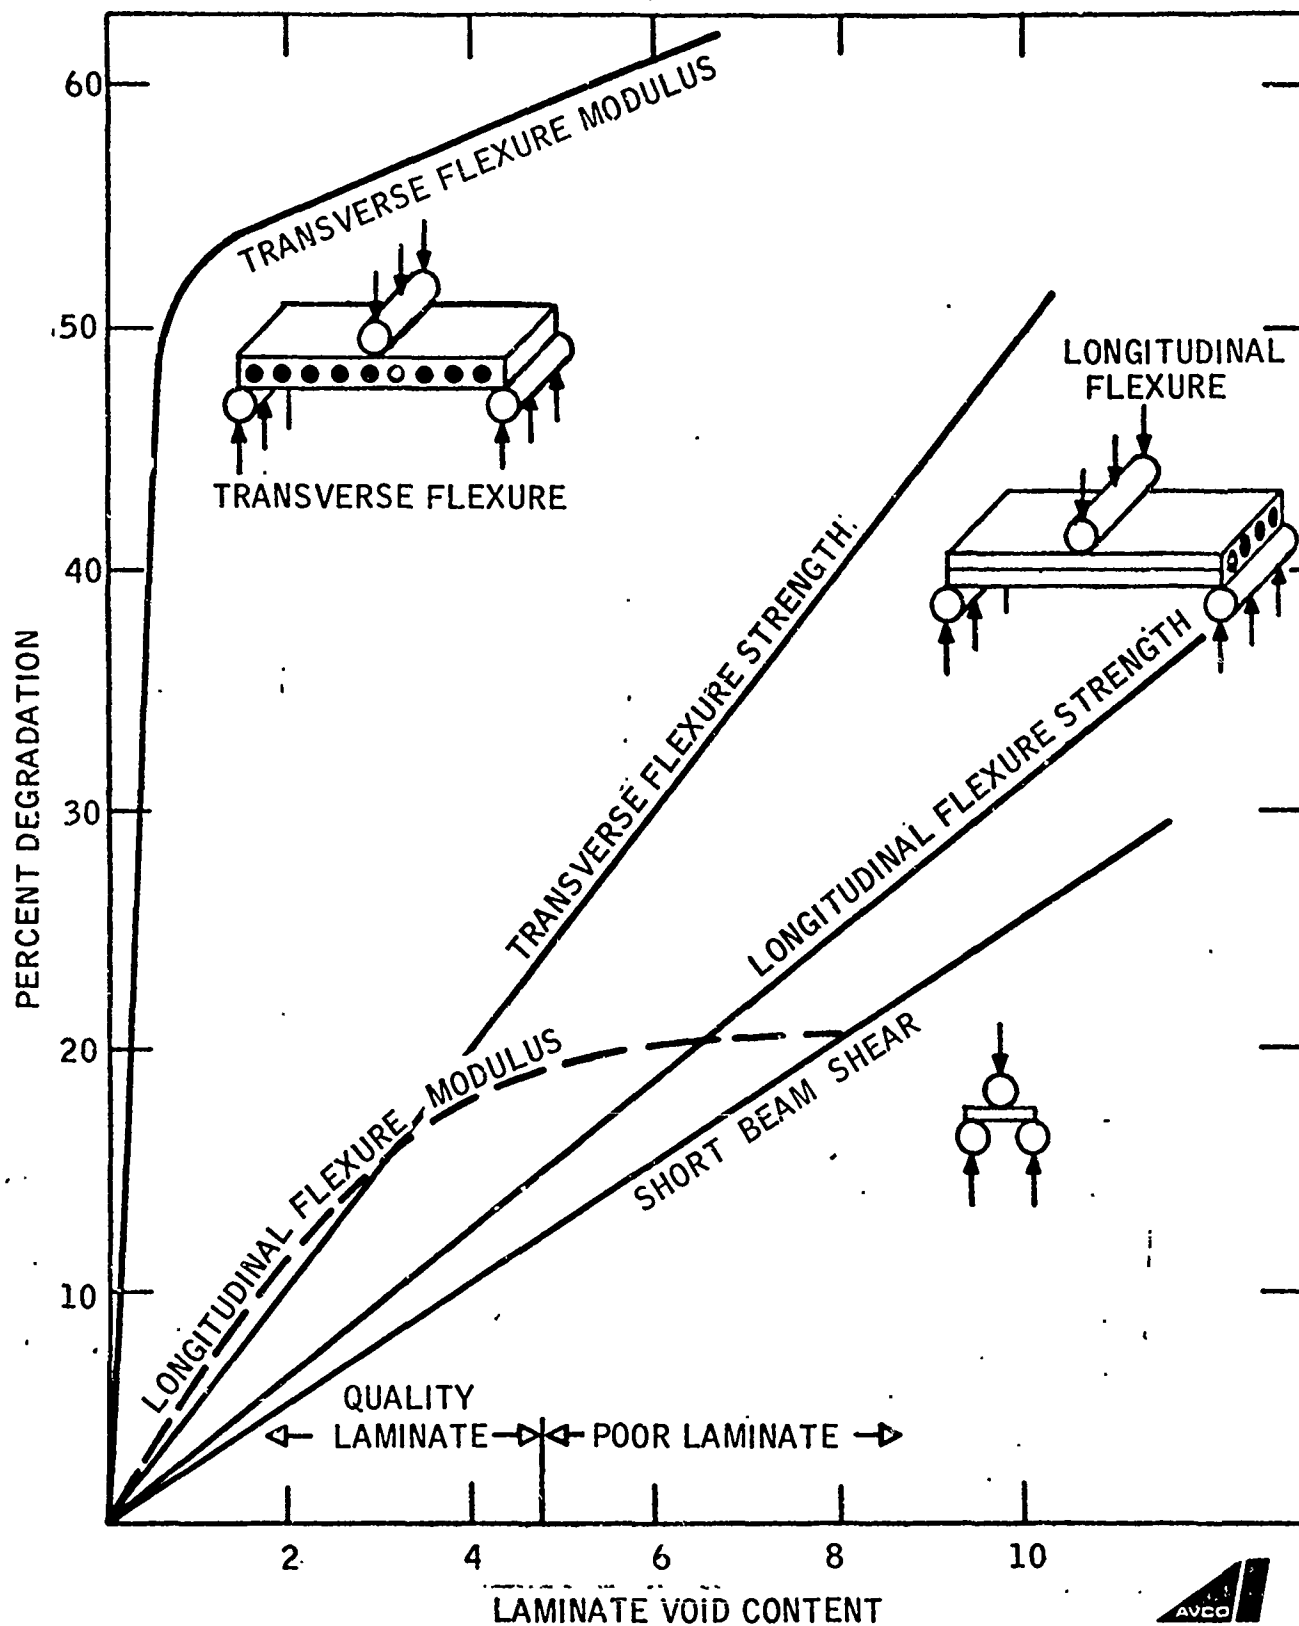 60
TRANSVERSE FLEXURE MODULUS
50
LONGITUDINAL
FLEXURE
TRANSVERSE FLEXURE
TRANSVERSE FLEXURE STRENGTH
40
LONGITUDINAL FLEXURE STRENGTH
PERCENT DEGRADATION
30
20
LONGITUDINAL FLEXURE MODULUS
SHORT BEAM SHEAR
10
QUALITY
LAMINATE
POOR LAMINATE
2 4 6 8 10
LAMINATE VOID CONTENT
AVCO